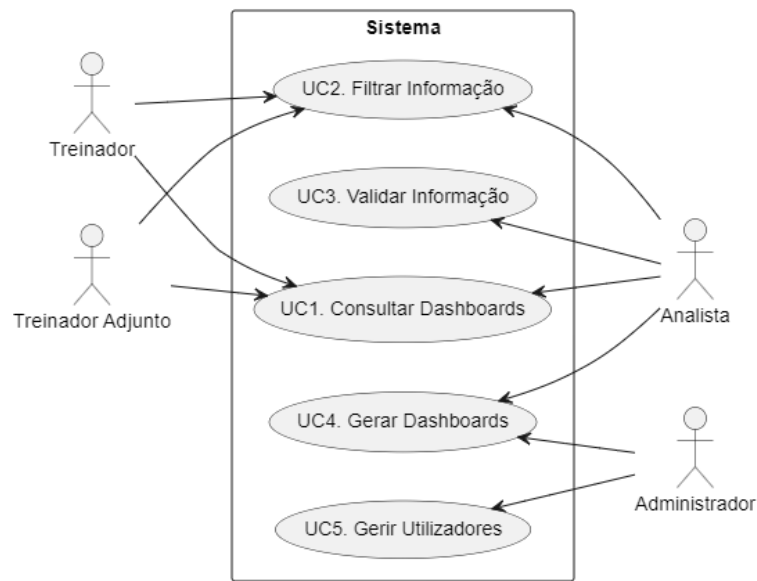 Sistema
UC2. Filtrar Informação
Treinador
UC3. Validar Informação
Treinador Adjunto
UC1. Consultar Dashboards
Analista
UC4. Gerar Dashboards
Administrador
UC5. Gerir Utilizadores